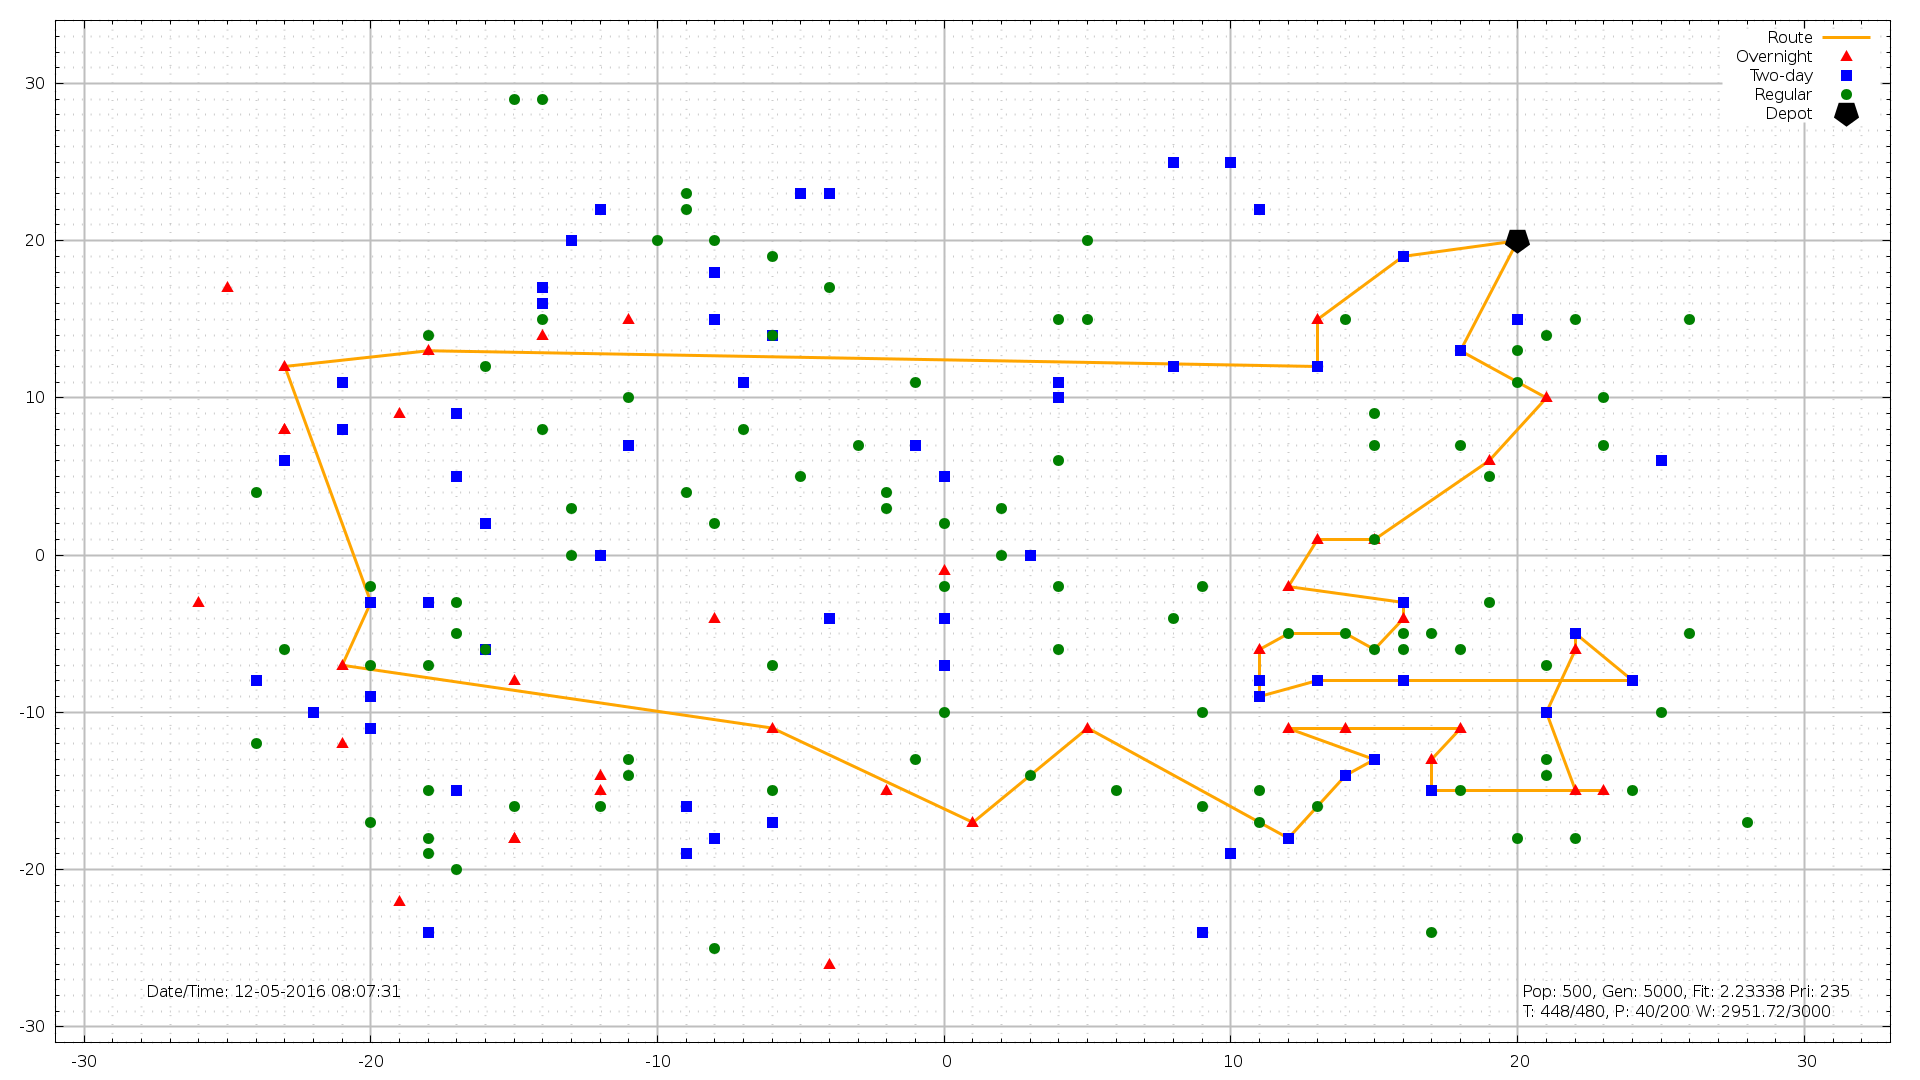 Route
Overnight
Two-day
Regular
Depot
30
20
10
0
-10
-20
-30
Date/Time: 12-05-2016 08:07:31
Pop: 500, Gen: 5000, Fit: 2.23338 Pri: 235
T: 448/480, P: 40/200 W: 2951.72/3000
-30 -20 -10 0 10 20 30